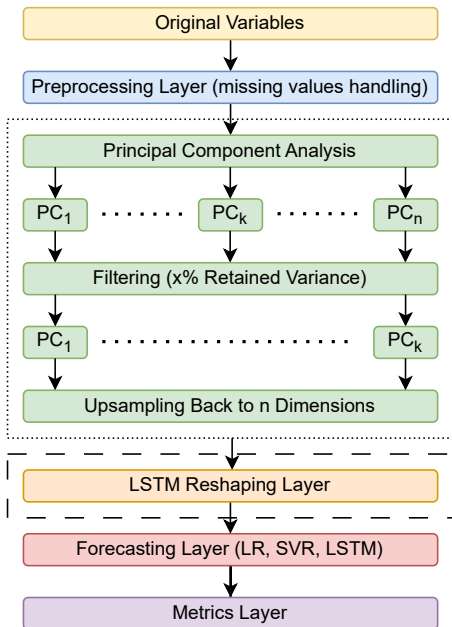 Original Variables
Preprocessing Layer (missing values handling)
Principal Component Analysis
PC₁ PCₖ PCₙ
Filtering (x% Retained Variance)
PC₁ PCₖ
Upsampling Back to n Dimensions
LSTM Reshaping Layer
Forecasting Layer (LR, SVR, LSTM)
Metrics Layer